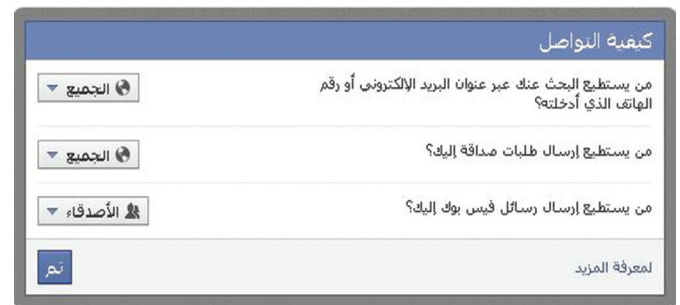 كيفية التواصل
من يستطيع البحث عنك عبر عنوان البريد الإلكتروني أو رقم
الهاتف الذي أدخلته؟
الجميع
من يستطيع إرسال طلبات صداقة إليك؟
الجميع
من يستطيع إرسال رسائل فيس بوك إليك؟
الأصدقاء
لمعرفة المزيد
تم